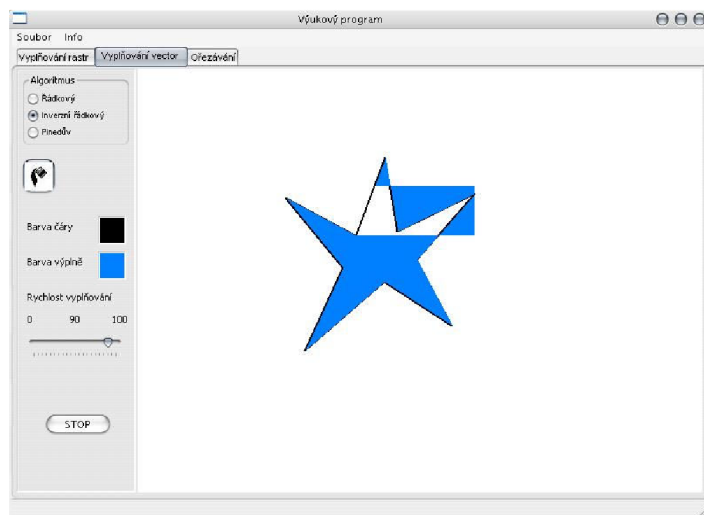 Výukový program
Soubor Info
Vyplňování rastr Vyplňování vector Ořezávání
Algoritmus
Řádkový
Inverzní řádkový
Pinedův
Barva čáry
Barva výplně
Rychlost vyplňování
0 90 100
STOP